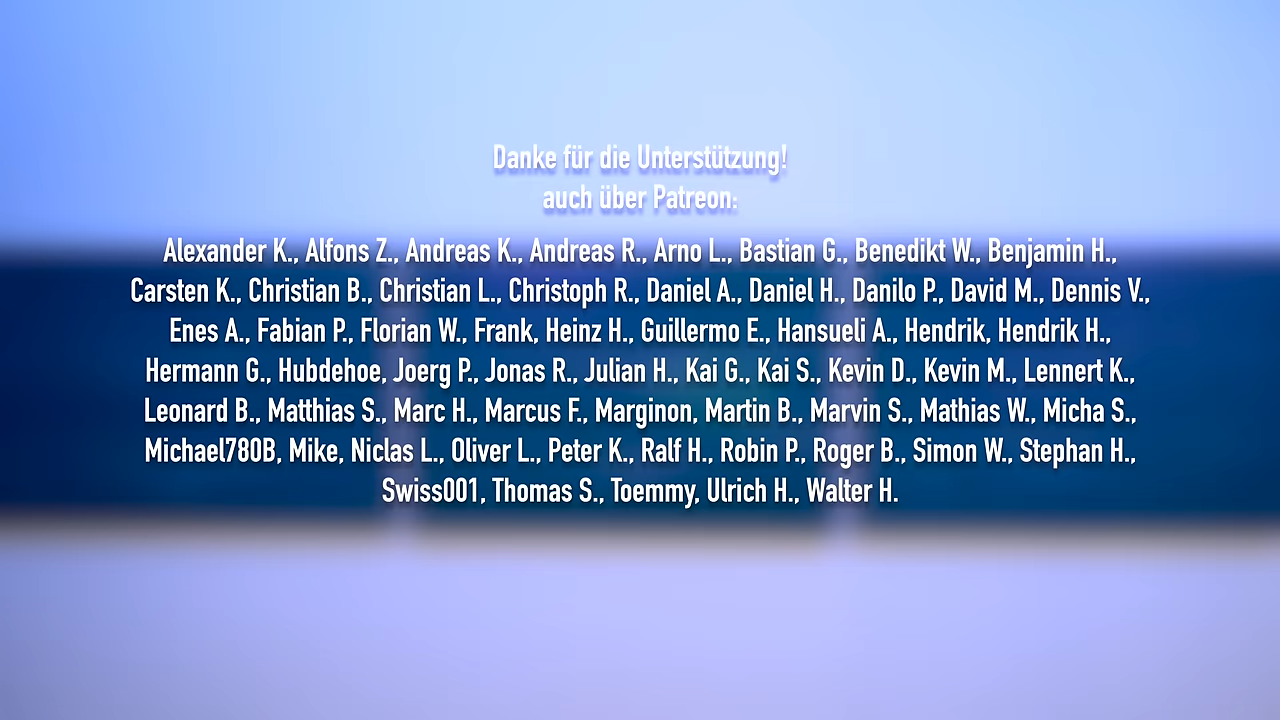 Danke für die Unterstützung!
auch über Patreon:
Alexander K., Alfons Z., Andreas K., Andreas R., Arno L., Bastian G., Benedikt W., Benjamin H.,
Carsten K., Christian B., Christian L., Christoph R., Daniel A., Daniel H., Danilo P., David M., Dennis V.,
Enes A., Fabian P., Florian W., Frank, Heinz H., Guillermo E., Hansueli A., Hendrik, Hendrik H.,
Hermann G., Hubdehoe, Joerg P., Jonas R., Julian H., Kai G., Kai S., Kevin D., Kevin M., Lennert K.,
Leonard B., Matthias S., Marc H., Marcus F., Marginon, Martin B., Marvin S., Mathias W., Micha S.,
Michael780B, Mike, Niclas L., Oliver L., Peter K., Ralf H., Robin P., Roger B., Simon W., Stephan H.,
Swiss001, Thomas S., Toemmy, Ulrich H., Walter H.